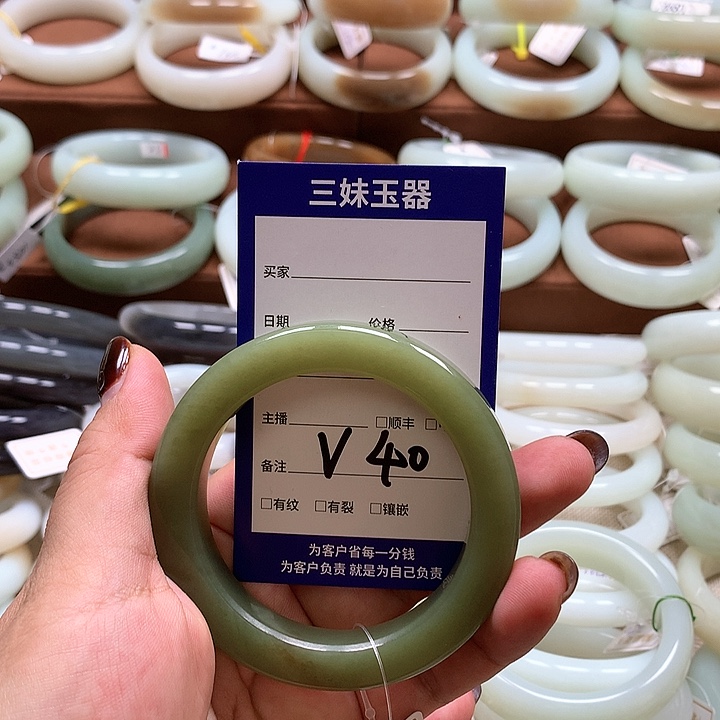 三妹玉器
买家
日期 价格
主播 □顺丰 □
V 40
备注
□有纹 □有裂 □镶嵌
为客户省每一分钱
为客户负责 就是为自己负责